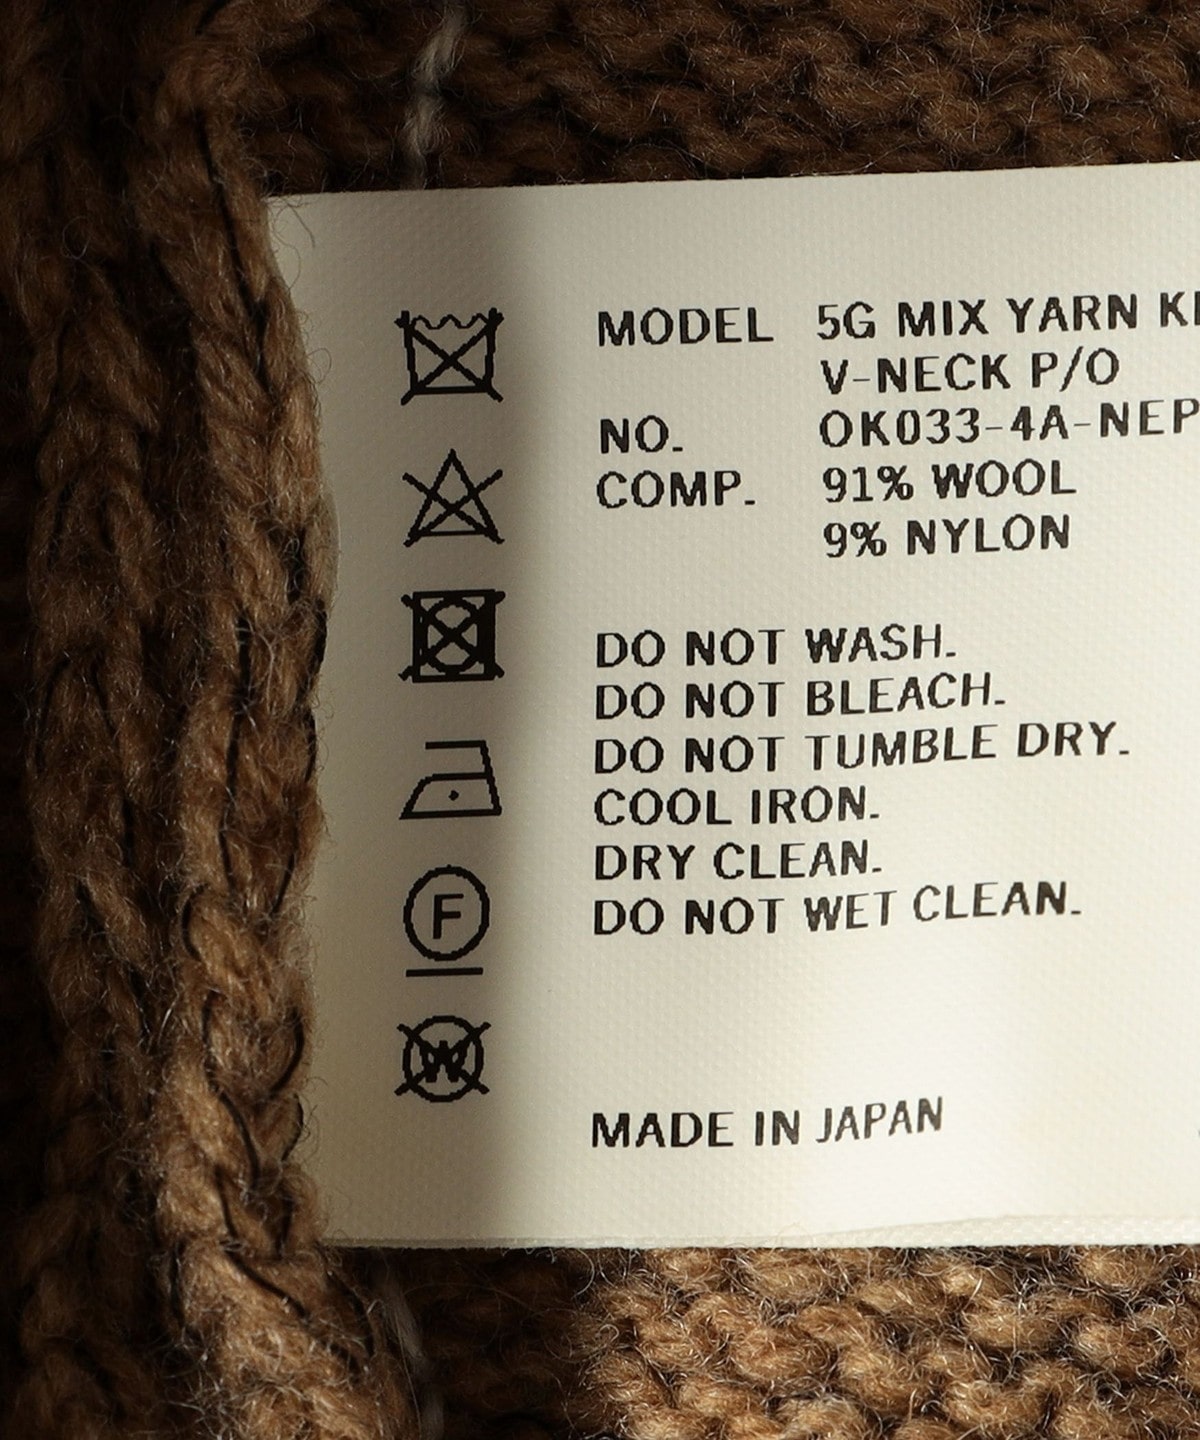 MODEL 5G MIX YARN
V-NECK P/O
NO. OK033-4A-NEP
COMP. 91% WOOL
9% NYLON
DO NOT WASH.
DO NOT BLEACH.
DO NOT TUMBLE DRY.
COOL IRON.
DRY CLEAN.
DO NOT WET CLEAN.
MADE IN JAPAN
F
W